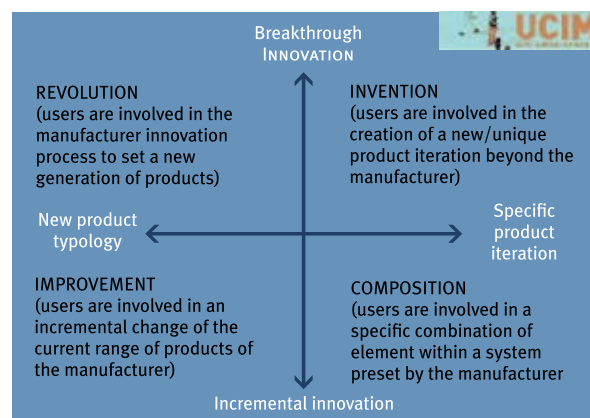 Breakthrough
INNOVATION
UCIM
REVOLUTION
(users are involved in the
manufacturer innovation
process to set a new
generation of products)
INVENTION
(users are involved in the
creation of a new/unique
product iteration beyond the
manufacturer)
New product
typology
Specific
product
iteration
IMPROVEMENT
(users are involved in an
incremental change of the
current range of products of
the manufacturer)
COMPOSITION
(users are involved in a
specific combination of
element within a system
preset by the manufacturer
Incremental innovation